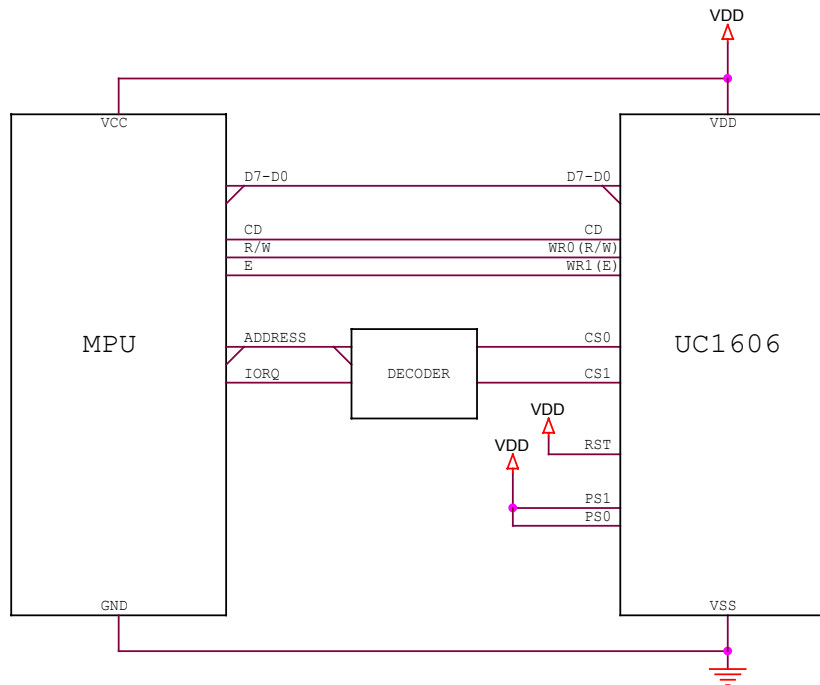 VDD
VCC VDD
D7-D0 D7-D0
CD CD
R/W WR0(R/W)
E WR1(E)
MPU ADDRESS CS0 UC1606
IORQ DECODER CS1
VDD
RST
VDD
PS1
PS0
GND VSS